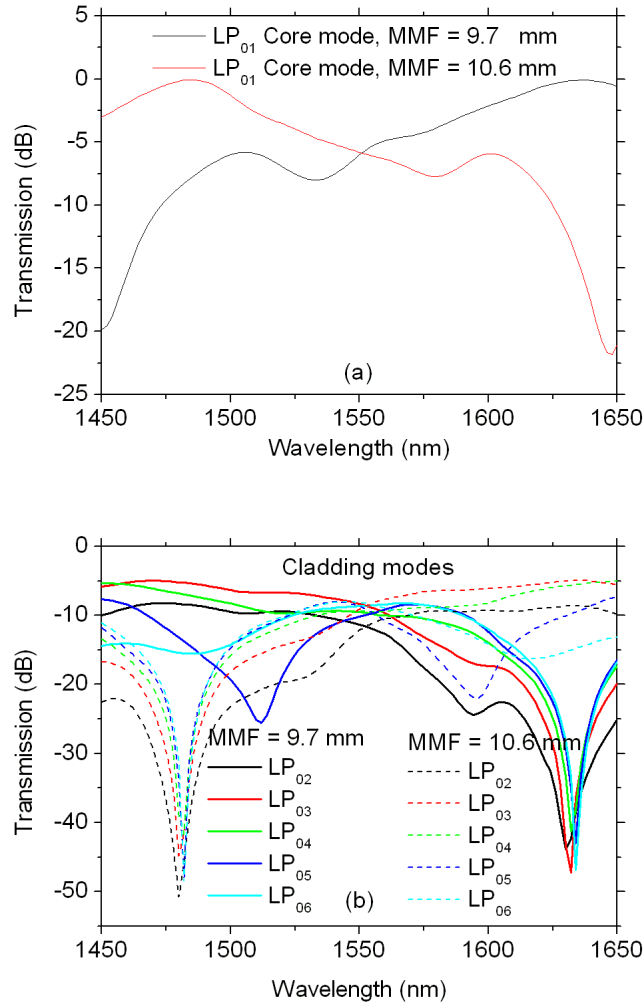 5
LP01 Core mode, MMF = 9.7 mm
LP01 Core mode, MMF = 10.6 mm
0
-5
-10
-15
-20
-25
Transmission (dB)
(a)
1450 1500 1550 1600 1650
Wavelength (nm)
0
Cladding modes
-10
-20
-30
-40
-50
Transmission (dB)
MMF = 9.7 mm
LP02
LP03
LP04
LP05
LP06
MMF = 10.6 mm
LP02
LP03
LP04
LP05
LP06
(b)
1450 1500 1550 1600 1650
Wavelength (nm)